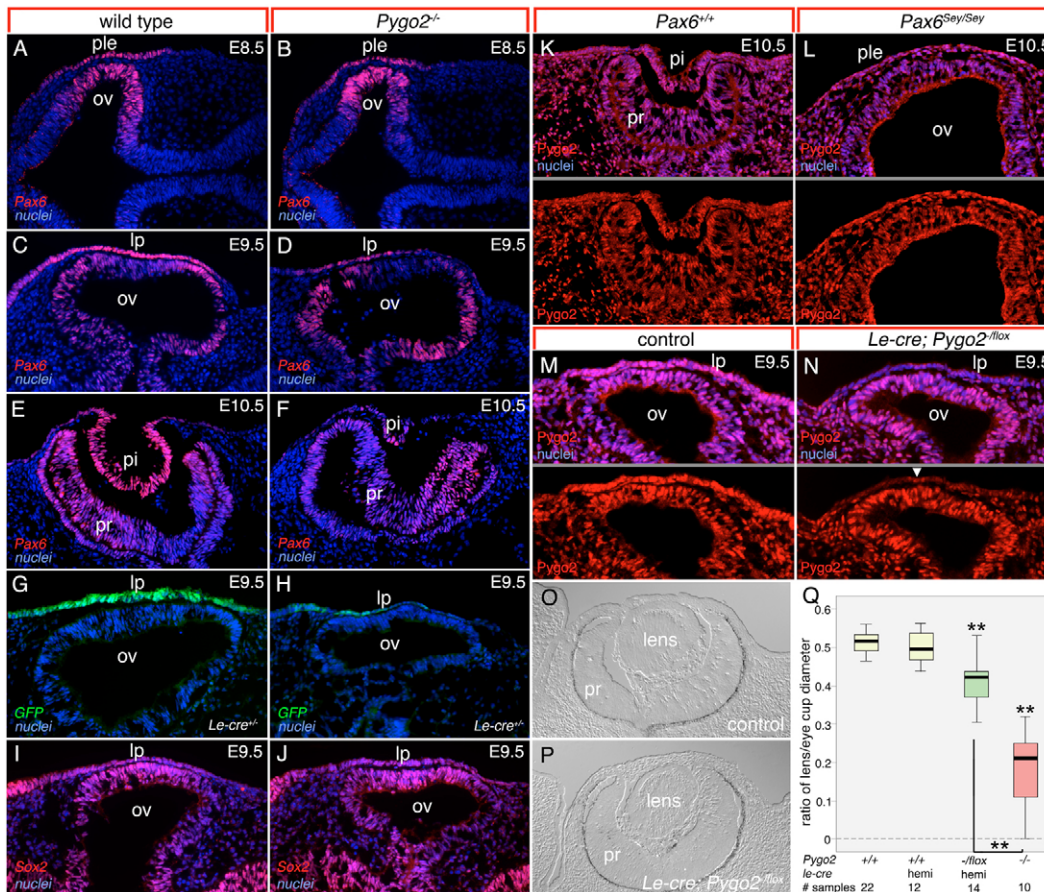 wild type
Pygo2-/-
Pax6+/+
Pax6Sey/Sey
A
ple
E8.5
ov
Pax6
nuclei
B
ple
E8.5
ov
Pax6
nuclei
C
lp
E9.5
ov
Pax6
nuclei
D
lp
E9.5
ov
Pax6
nuclei
E
E10.5
pi
pr
Pax6
nuclei
F
E10.5
pi
pr
Pax6
nuclei
G
lp
E9.5
ov
GFP
nuclei
Le-cre+/-
H
lp
E9.5
ov
GFP
nuclei
Le-cre+/-
I
lp
E9.5
ov
Sox2
nuclei
J
lp
E9.5
ov
Sox2
nuclei
K
E10.5
pi
pr
Pygo2
nuclei
Pygo2
L
E10.5
ple
ov
Pygo2
nuclei
Pygo2
control
Le-cre; Pygo2-/flox
M
lp
E9.5
ov
Pygo2
nuclei
Pygo2
N
lp
E9.5
ov
Pygo2
nuclei
Pygo2
O
lens
pr
control
P
lens
pr
Le-cre; Pygo2-/flox
Q
ratio of lens/eye cup diameter
0.6
0.5
0.4
0.3
0.2
0.1
0
**
**
**
Pygo2 +/+ +/+ -/flox -/-
le-cre hemi hemi
# samples 22 12 14 10